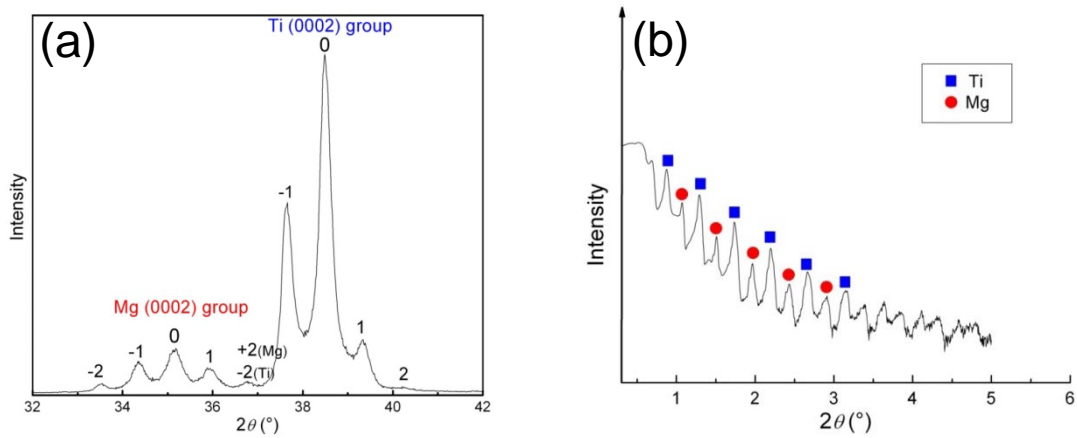 (a)
Ti (0002) group
0
-1
1
2
Mg (0002) group
-2
-1
0
1
+2(Mg)
-2(Ti)
Intensity
32 34 36 38 40 42
2θ (°)
(b)
Ti
Mg
Intensity
1 2 3 4 5 6
2θ (°)